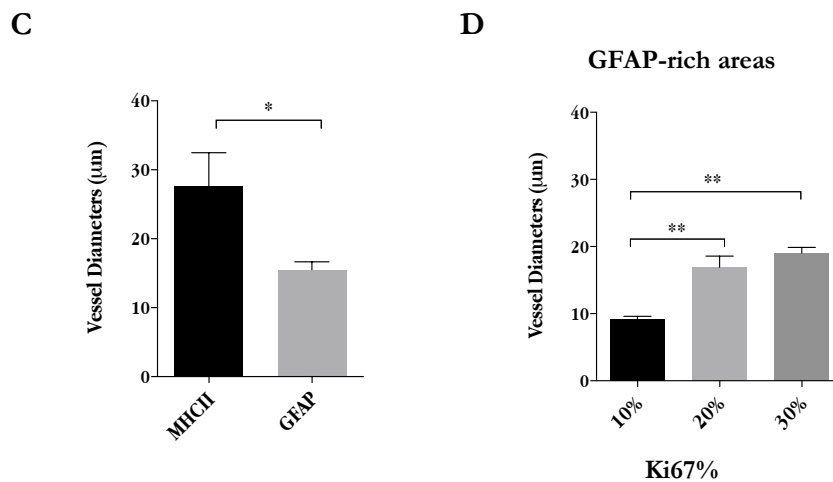 C
Vessel Diameters (µm)
40
30
20
10
0
*
MHCII
GFAP
D
GFAP-rich areas
Vessel Diameters (µm)
40
30
20
10
0
**
**
10%
20%
30%
Ki67%